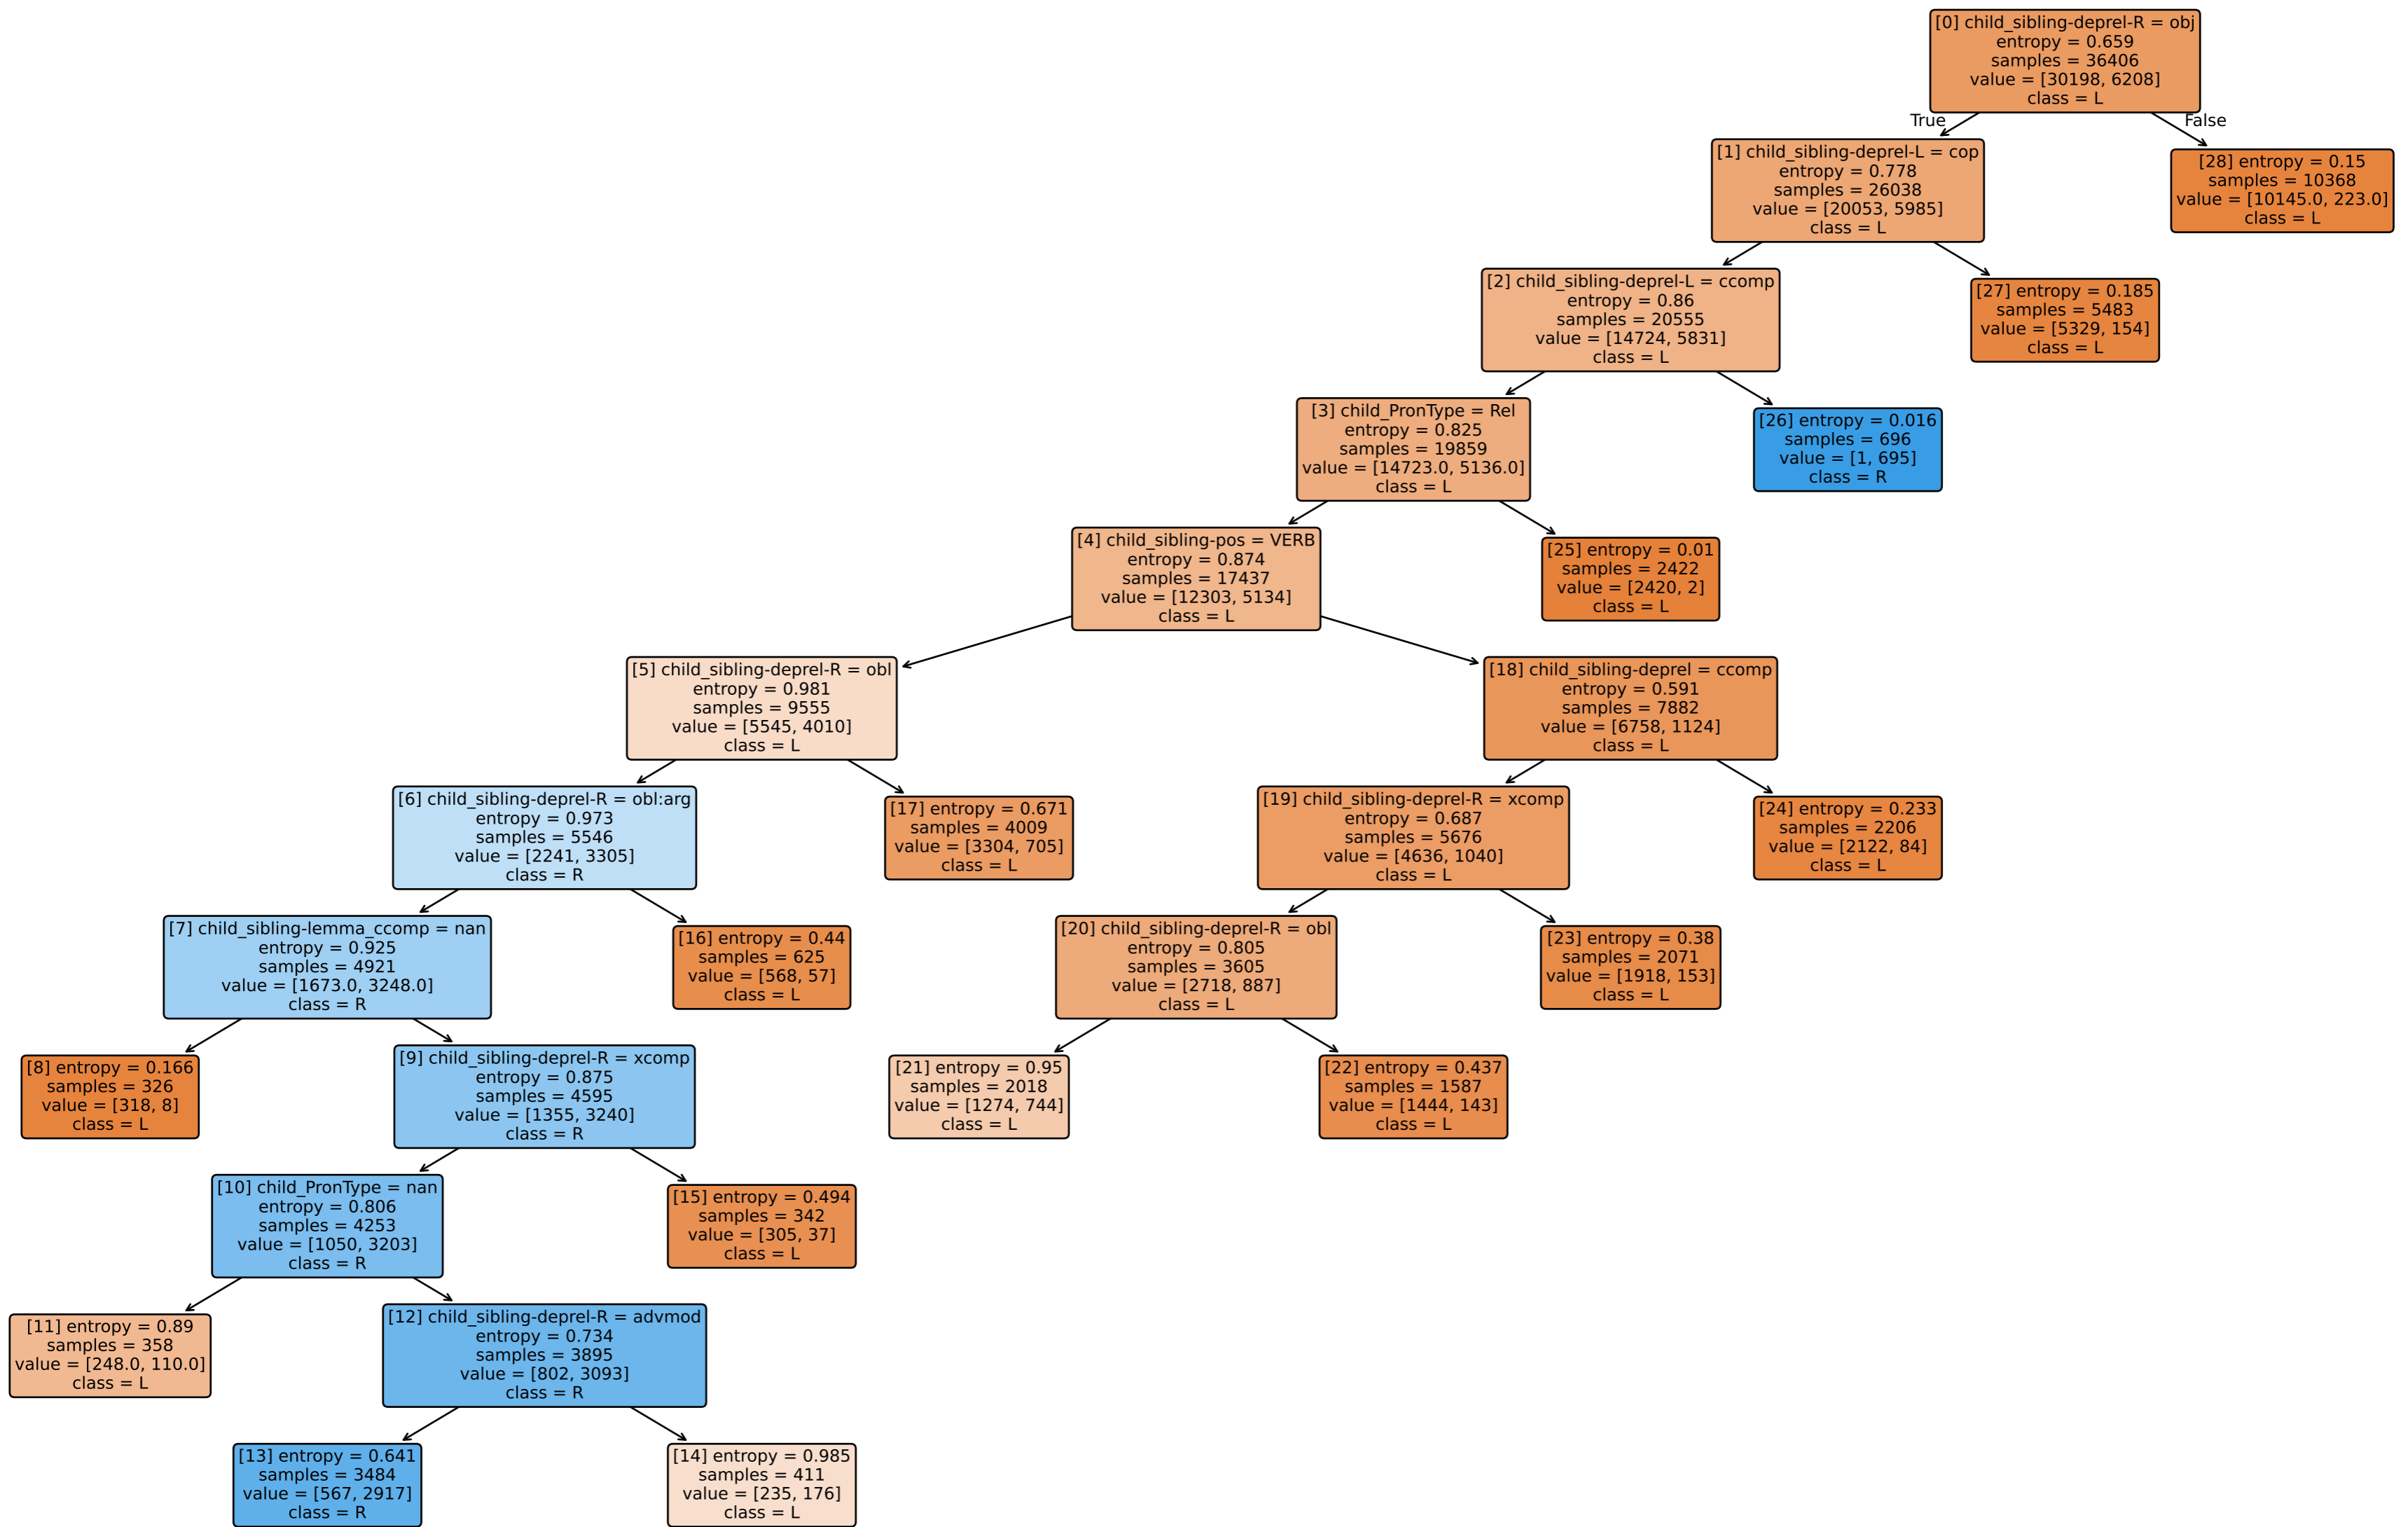 [0] child_sibling-deprel-R = obj
entropy = 0.659
samples = 36406
value = [30198, 6208]
class = L
True
False
[1] child_sibling-deprel-L = cop
entropy = 0.778
samples = 26038
value = [20053, 5985]
class = L
[28] entropy = 0.15
samples = 10368
value = [10145.0, 223.0]
class = L
[2] child_sibling-deprel-L = ccomp
entropy = 0.86
samples = 20555
value = [14724, 5831]
class = L
[27] entropy = 0.185
samples = 5483
value = [5329, 154]
class = L
[3] child_PronType = Rel
entropy = 0.825
samples = 19859
value = [14723.0, 5136.0]
class = L
[26] entropy = 0.016
samples = 696
value = [1, 695]
class = R
[4] child_sibling-pos = VERB
entropy = 0.874
samples = 17437
value = [12303, 5134]
class = L
[25] entropy = 0.01
samples = 2422
value = [2420, 2]
class = L
[5] child_sibling-deprel-R = obl
entropy = 0.981
samples = 9555
value = [5545, 4010]
class = L
[18] child_sibling-deprel = ccomp
entropy = 0.591
samples = 7882
value = [6758, 1124]
class = L
[6] child_sibling-deprel-R = obl:arg
entropy = 0.973
samples = 5546
value = [2241, 3305]
class = R
[17] entropy = 0.671
samples = 4009
value = [3304, 705]
class = L
[19] child_sibling-deprel-R = xcomp
entropy = 0.687
samples = 5676
value = [4636, 1040]
class = L
[24] entropy = 0.233
samples = 2206
value = [2122, 84]
class = L
[7] child_sibling-lemma_ccomp = nan
entropy = 0.925
samples = 4921
value = [1673.0, 3248.0]
class = R
[16] entropy = 0.44
samples = 625
value = [568, 57]
class = L
[20] child_sibling-deprel-R = obl
entropy = 0.805
samples = 3605
value = [2718, 887]
class = L
[23] entropy = 0.38
samples = 2071
value = [1918, 153]
class = L
[8] entropy = 0.166
samples = 326
value = [318, 8]
class = L
[9] child_sibling-deprel-R = xcomp
entropy = 0.875
samples = 4595
value = [1355, 3240]
class = R
[21] entropy = 0.95
samples = 2018
value = [1274, 744]
class = L
[22] entropy = 0.437
samples = 1587
value = [1444, 143]
class = L
[10] child_PronType = nan
entropy = 0.806
samples = 4253
value = [1050, 3203]
class = R
[15] entropy = 0.494
samples = 342
value = [305, 37]
class = L
[11] entropy = 0.89
samples = 358
value = [248.0, 110.0]
class = L
[12] child_sibling-deprel-R = advmod
entropy = 0.734
samples = 3895
value = [802, 3093]
class = R
[13] entropy = 0.641
samples = 3484
value = [567, 2917]
class = R
[14] entropy = 0.985
samples = 411
value = [235, 176]
class = L